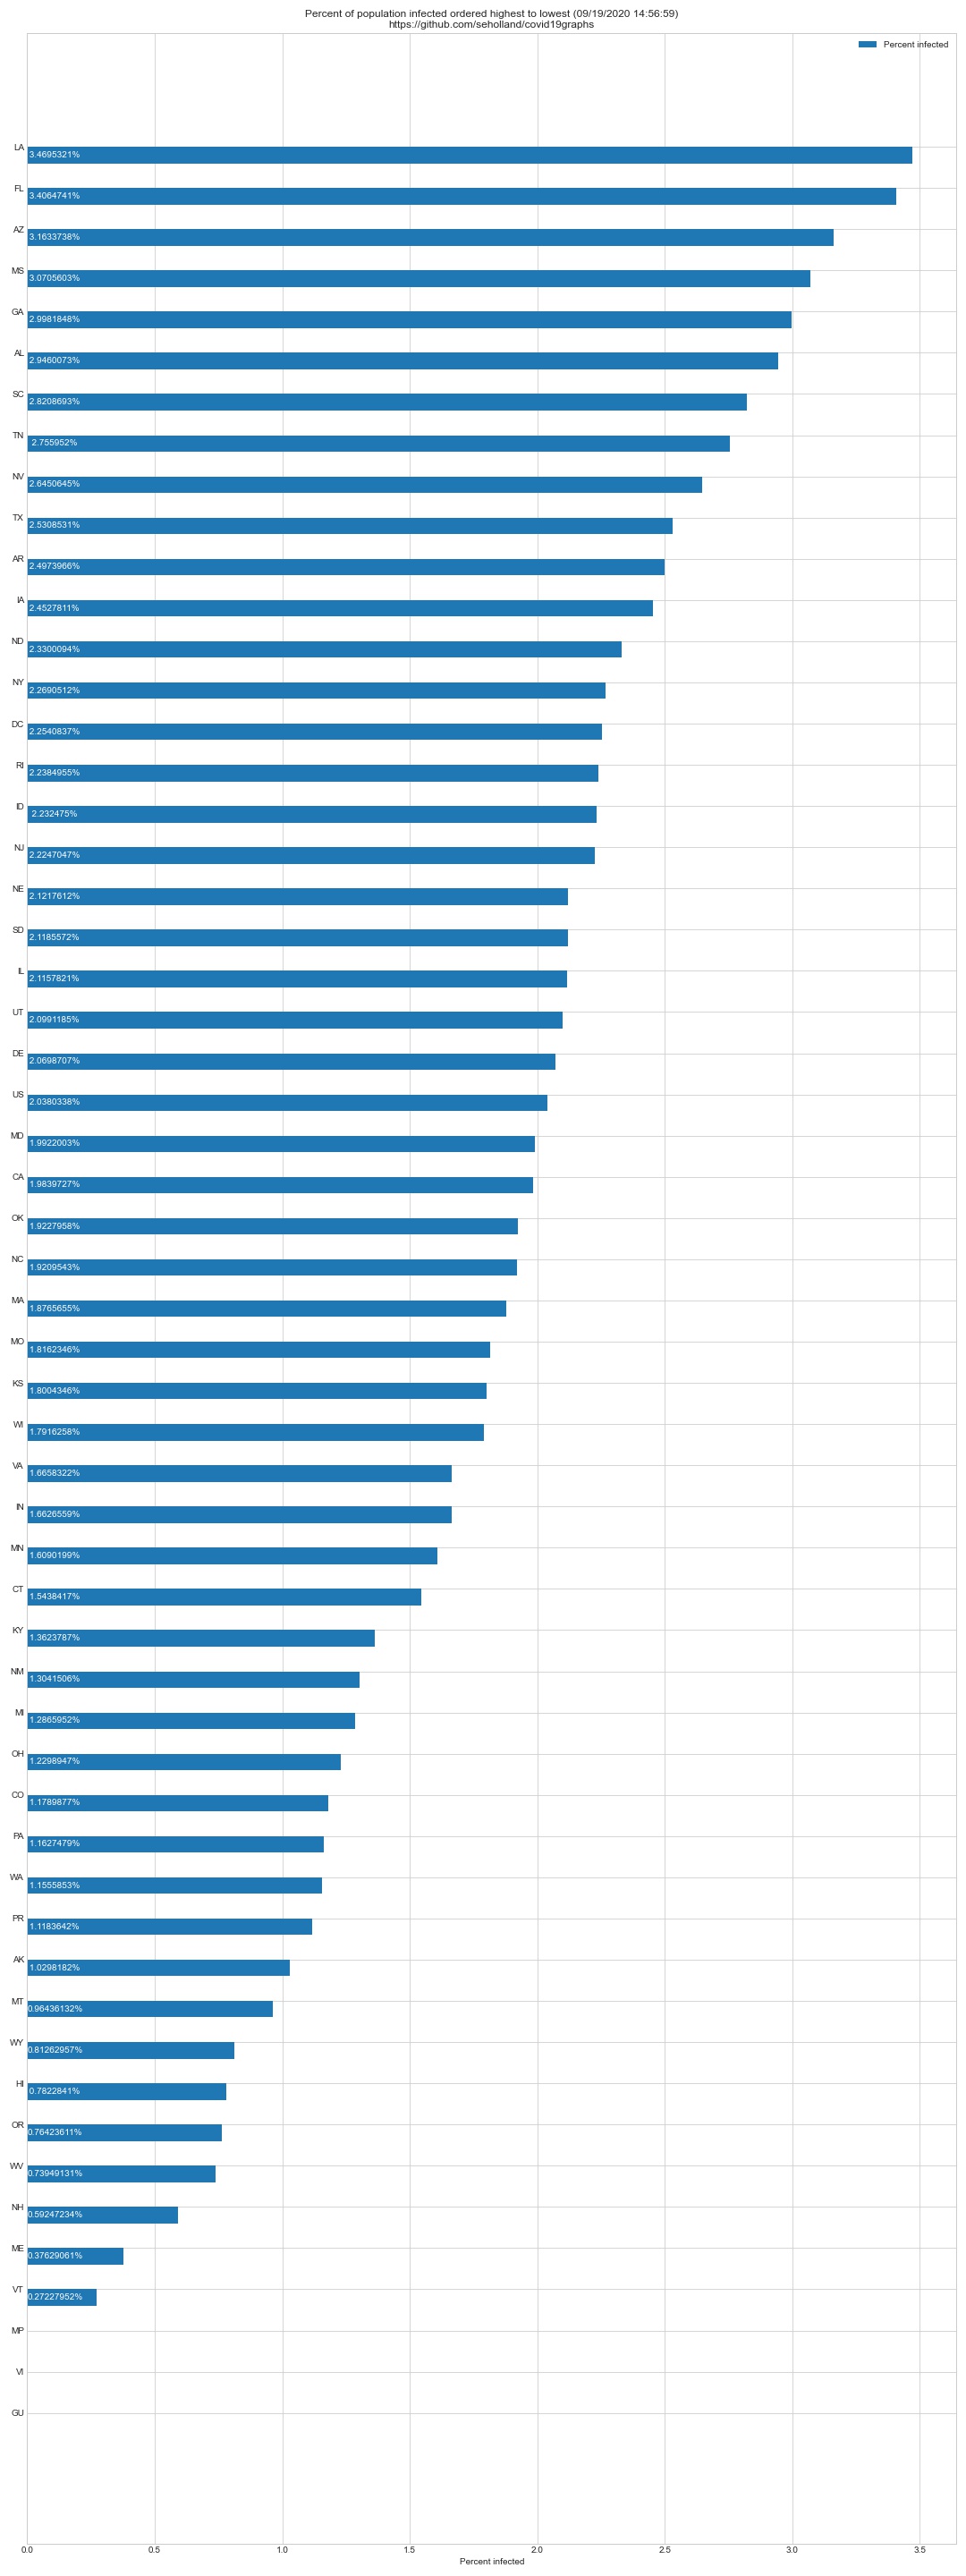 Percent of population infected ordered highest to lowest (09/19/2020 14:56:59)
https://github.com/seholland/covid19graphs
Percent infected
LA 3.4695321%
FL 3.4064741%
AZ 3.1633738%
MS 3.0705603%
GA 2.9981848%
AL 2.9460073%
SC 2.8208693%
TN 2.755952%
NV 2.6450645%
TX 2.5308531%
AR 2.4973966%
IA 2.4527811%
ND 2.3300094%
NY 2.2690512%
DC 2.2540837%
RI 2.2384955%
ID 2.232475%
NJ 2.2247047%
NE 2.1217612%
SD 2.1185572%
IL 2.1157821%
UT 2.0991185%
DE 2.0698707%
US 2.0380338%
MD 1.9922003%
CA 1.9839727%
OK 1.9227958%
NC 1.9209543%
MA 1.8765655%
MO 1.8162346%
KS 1.8004346%
WI 1.7916258%
VA 1.6658322%
IN 1.6626559%
MN 1.6090199%
CT 1.5438417%
KY 1.3623787%
NM 1.3041506%
MI 1.2865952%
OH 1.2298947%
CO 1.1789877%
PA 1.1627479%
WA 1.1555853%
PR 1.1183642%
AK 1.0298182%
MT 0.96436132%
WY 0.81262957%
HI 0.7822841%
OR 0.76423611%
WV 0.73949131%
NH 0.59247234%
ME 0.37629061%
VT 0.27227952%
MP
VI
GU
0.0 0.5 1.0 1.5 2.0 2.5 3.0 3.5
Percent infected